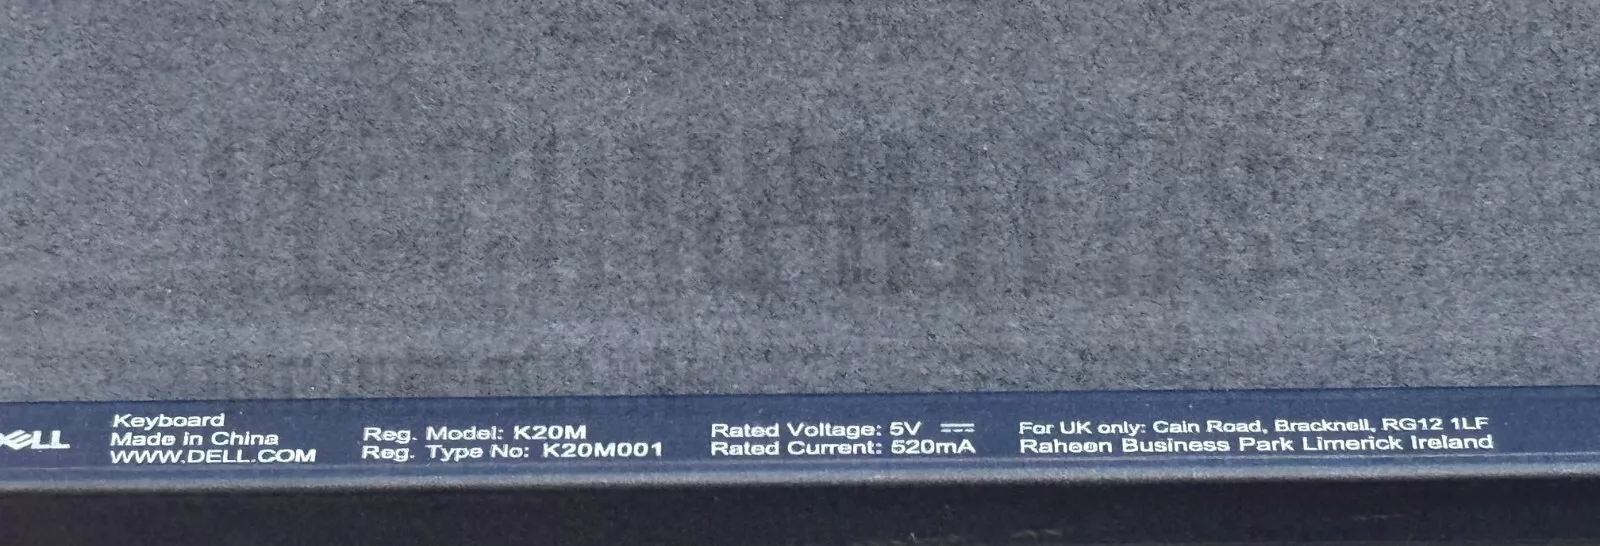 DELL
Keyboard
Made in China
WWW.DELL.COM
Reg. Model: K20M
Reg. Type No: K20M001
Rated Voltage: 5V ⎓
Rated Current: 520mA
For UK only: Cain Road, Bracknell, RG12 1LF
Raheen Business Park Limerick Ireland